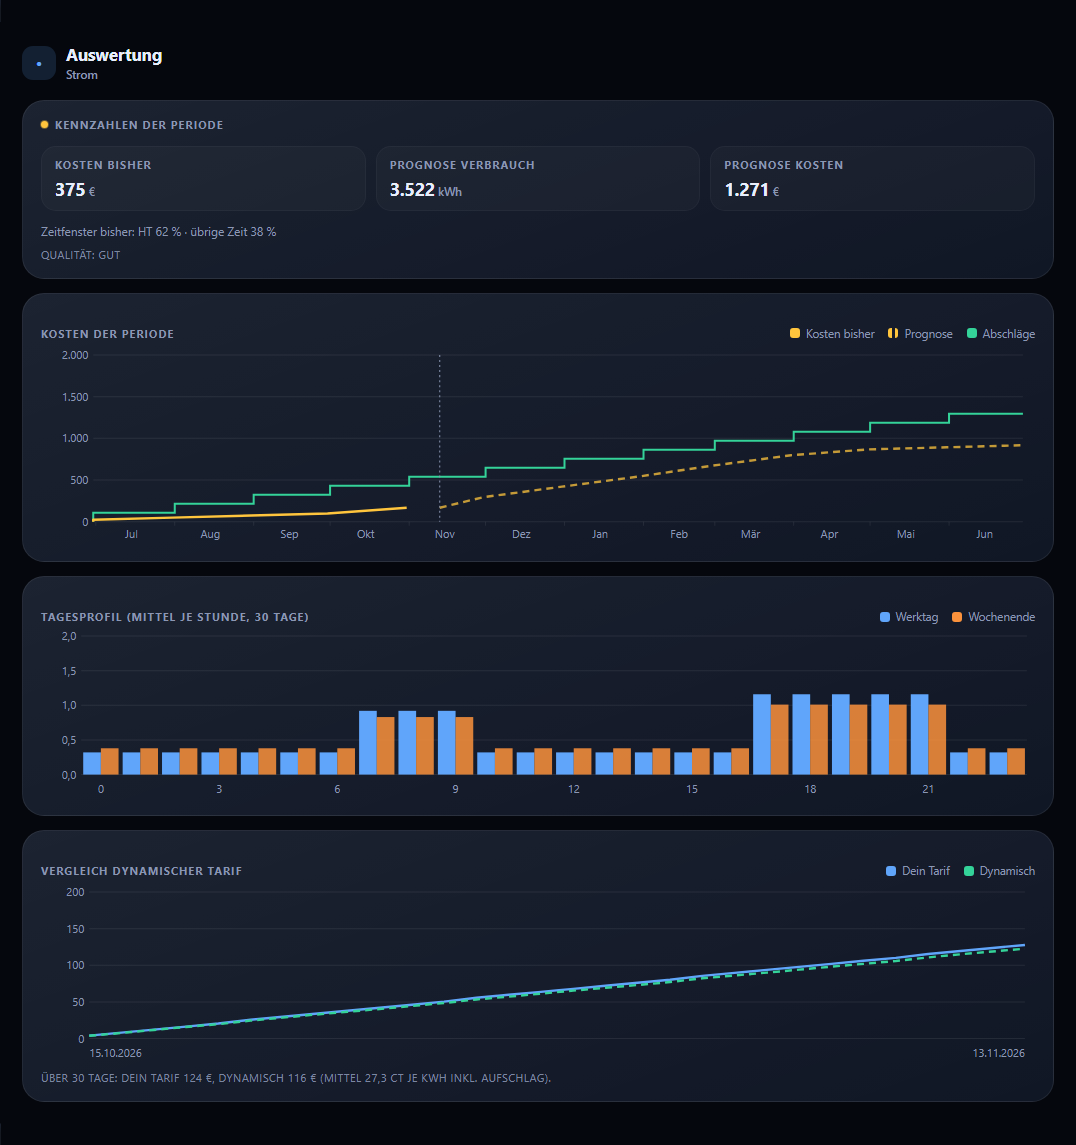 Auswertung
Strom
KENNZAHLEN DER PERIODE
KOSTEN BISHER
375 €
PROGNOSE VERBRAUCH
3.522 kWh
PROGNOSE KOSTEN
1.271 €
Zeitfenster bisher: HT 62 % · übrige Zeit 38 %
QUALITÄT: GUT
KOSTEN DER PERIODE
Kosten bisher Prognose Abschläge
2.000
1.500
1.000
500
0
Jul Aug Sep Okt Nov Dez Jan Feb Mär Apr Mai Jun
TAGESPROFIL (MITTEL JE STUNDE, 30 TAGE)
Werktag Wochenende
2,0
1,5
1,0
0,5
0,0
0 3 6 9 12 15 18 21
VERGLEICH DYNAMISCHER TARIF
Dein Tarif Dynamisch
200
150
100
50
0
15.10.2026 13.11.2026
ÜBER 30 TAGE: DEIN TARIF 124 €, DYNAMISCH 116 € (MITTEL 27,3 CT JE KWH INKL. AUFSCHLAG).